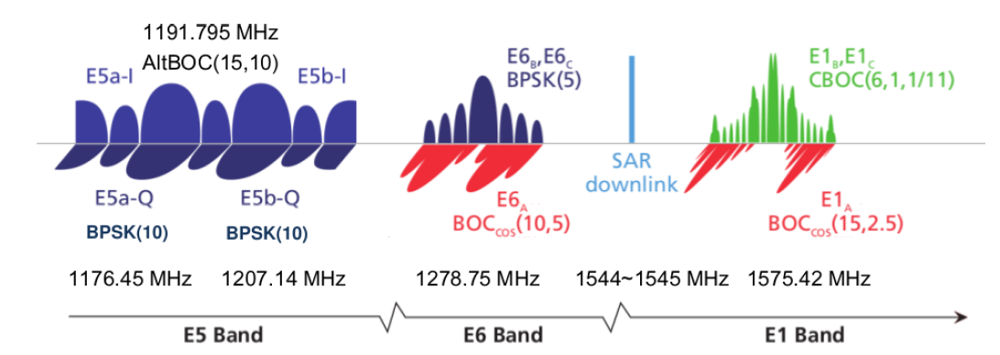 1191.795 MHz
AltBOC(15,10)
E5a-I
E5b-I
E6B,E6C
BPSK(5)
E1B,E1C
CBOC(6,1,1/11)
SAR
downlink
E5a-Q
E5b-Q
BPSK(10)
BPSK(10)
E6A
BOCcos(10,5)
E1A
BOCcos(15,2.5)
1176.45 MHz
1207.14 MHz
1278.75 MHz
1544~1545 MHz
1575.42 MHz
E5 Band
E6 Band
E1 Band